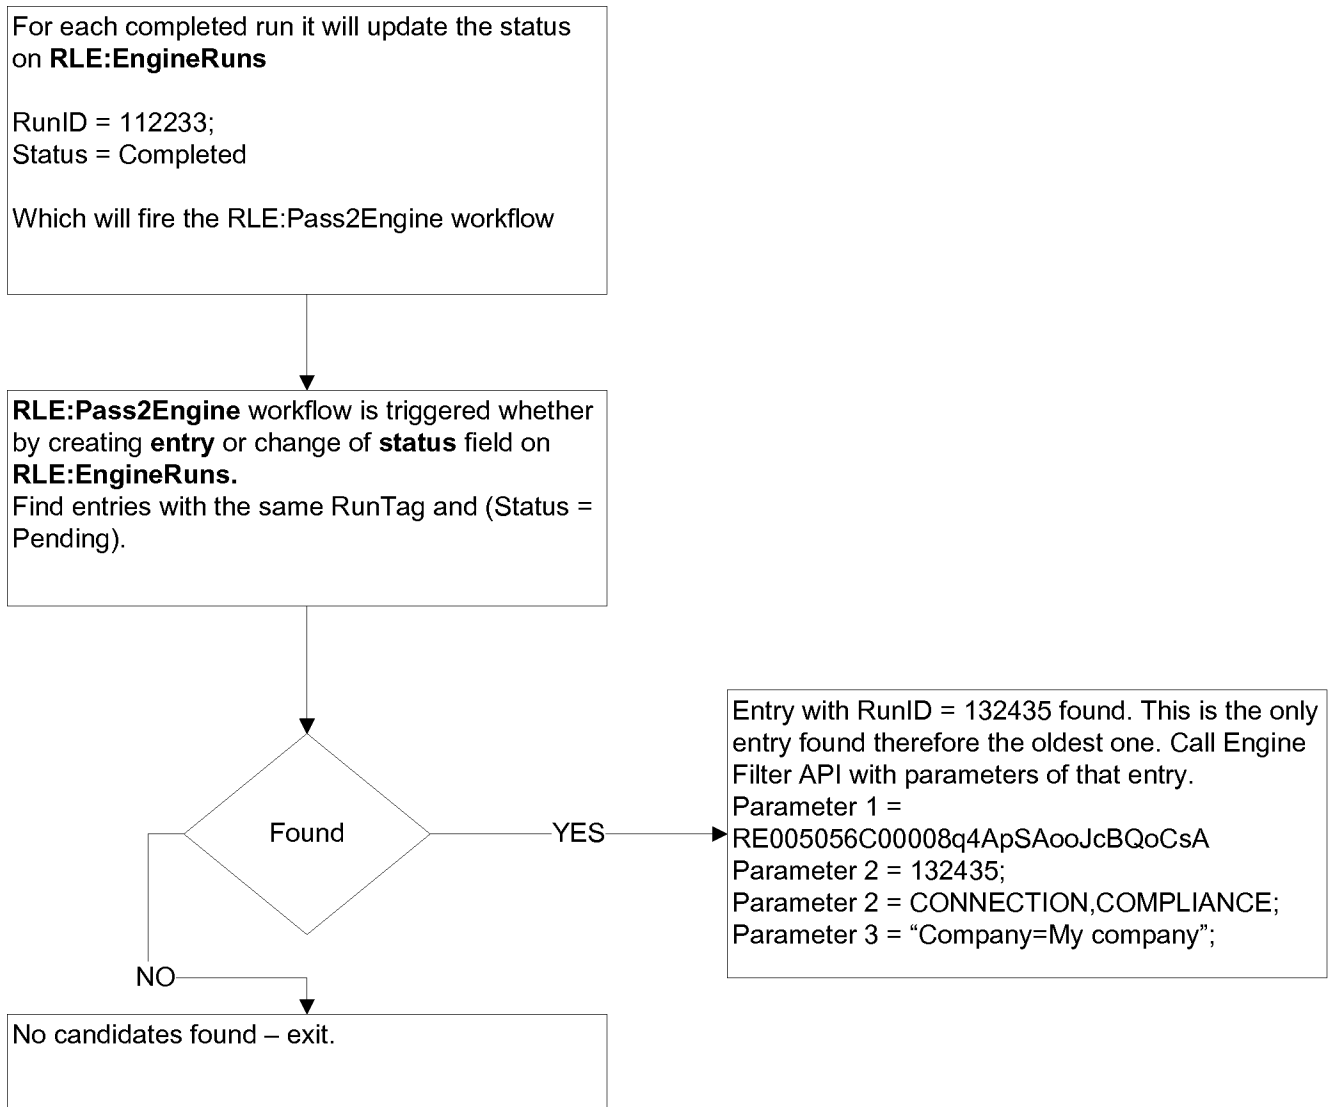 For each completed run it will update the status
on RLE:EngineRuns
RunID = 112233;
Status = Completed
Which will fire the RLE:Pass2Engine workflow
RLE:Pass2Engine workflow is triggered whether
by creating entry or change of status field on
RLE:EngineRuns.
Find entries with the same RunTag and (Status =
Pending).
Found
YES
Entry with RunID = 132435 found. This is the only
entry found therefore the oldest one. Call Engine
Filter API with parameters of that entry.
Parameter 1 =
RE005056C00008q4ApSAooJcBQoCsA
Parameter 2 = 132435;
Parameter 2 = CONNECTION,COMPLIANCE;
Parameter 3 = “Company=My company”;
NO
No candidates found – exit.